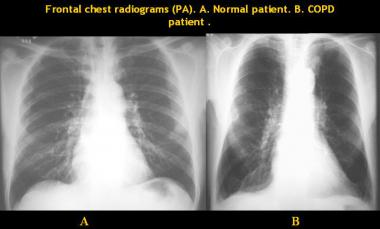 Frontal chest radiograms (PA). A. Normal patient. B. COPD
patient .
A
B